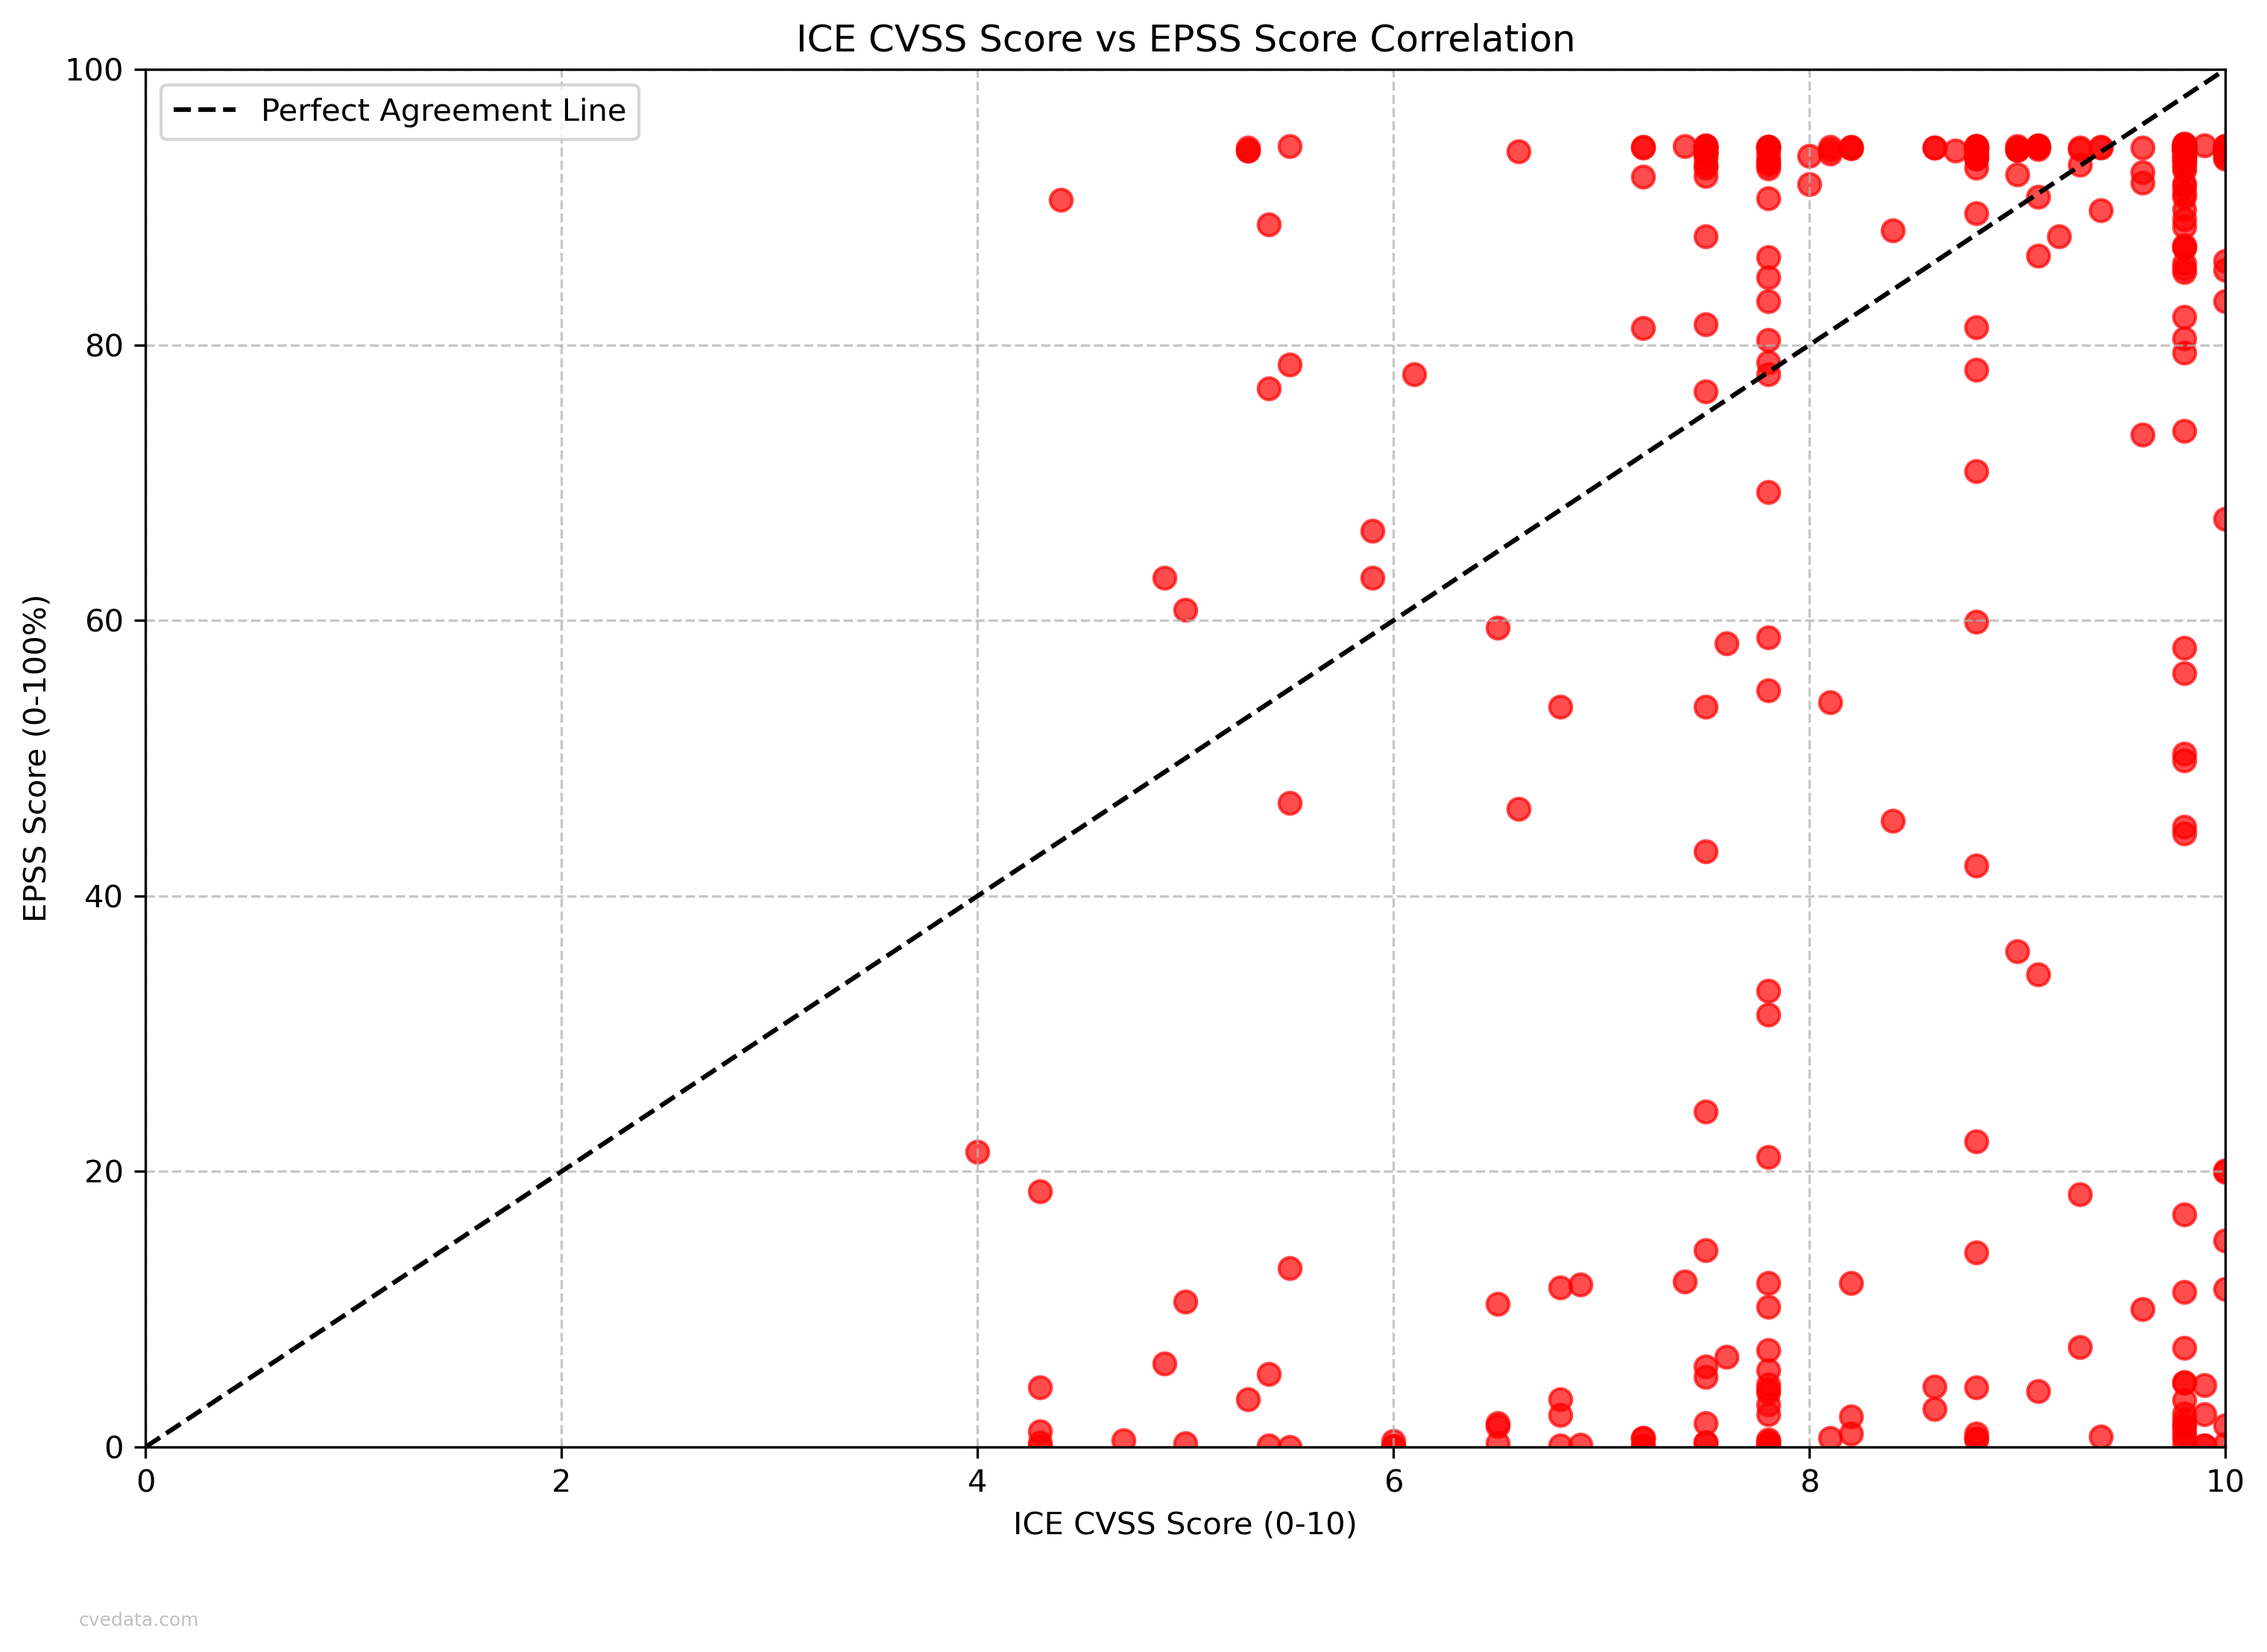 ICE CVSS Score vs EPSS Score Correlation
Perfect Agreement Line
100
80
60
40
20
0
EPSS Score (0-100%)
0 2 4 6 8 10
ICE CVSS Score (0-10)
cvedata.com